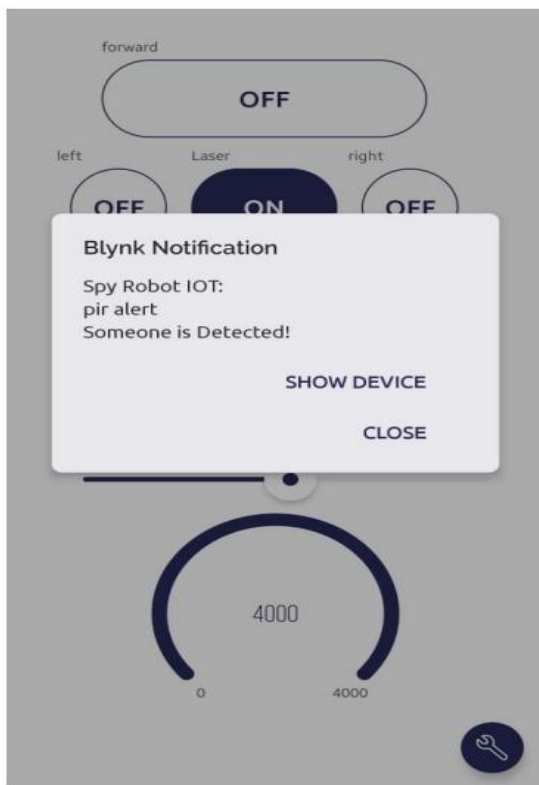 forward
OFF
left Laser right
OFF ON OFF
Blynk Notification
Spy Robot IOT:
pir alert
Someone is Detected!
SHOW DEVICE
CLOSE
4000
0 4000